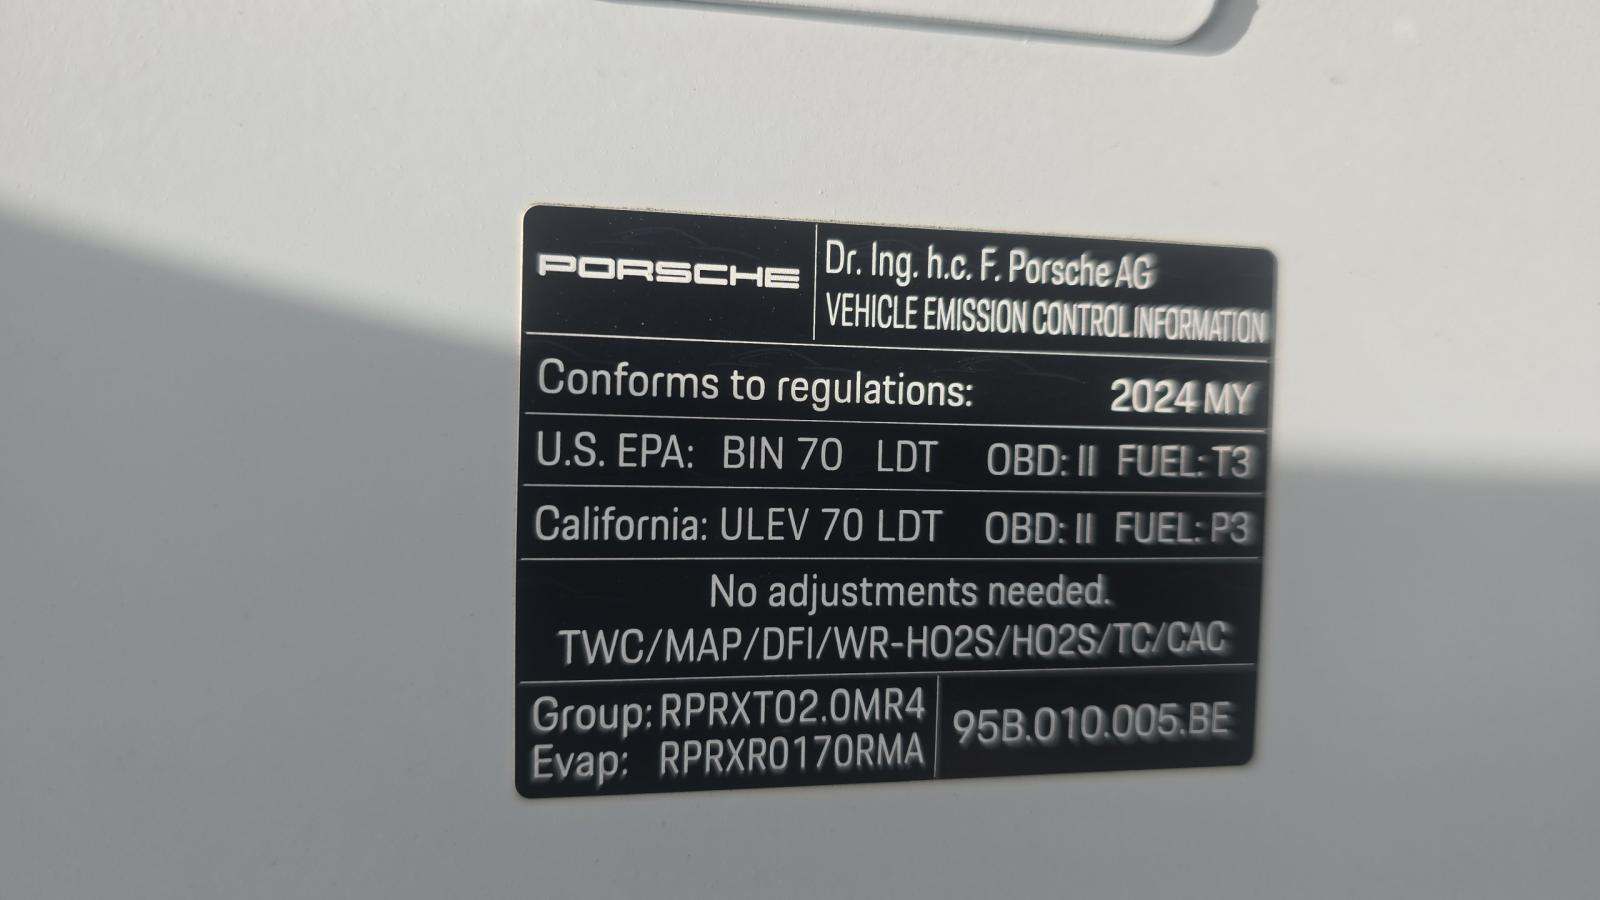 PORSCHE
Dr. Ing. h.c. F. Porsche AG
VEHICLE EMISSION CONTROL INFORMATION
Conforms to regulations: 2024 MY
U.S. EPA: BIN 70 LDT OBD: II FUEL: T3
California: ULEV 70 LDT OBD: II FUEL: P3
No adjustments needed.
TWC/MAP/DFI/WR-HO2S/HO2S/TC/CAC
Group: RPRXT02.0MR4
Evap: RPRXR0170RMA
95B.010.005.BE